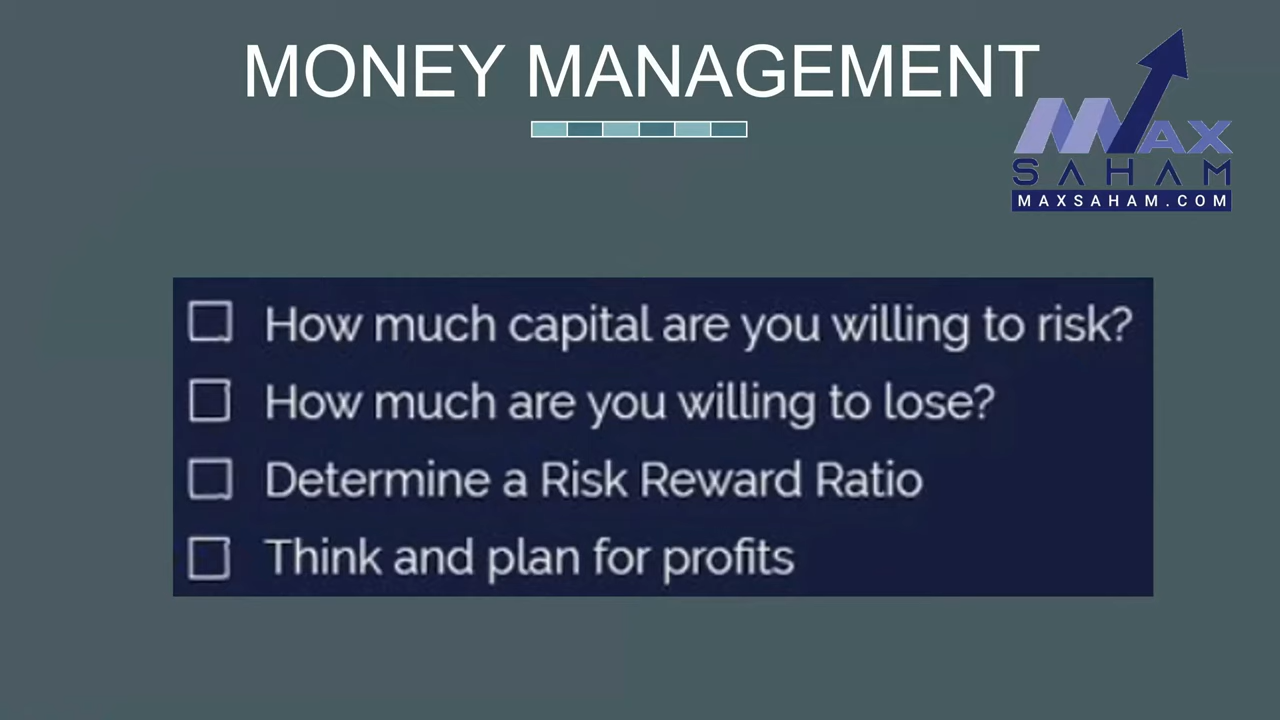 MONEY MANAGEMENT
MAX
SAHAM
MAXSAHAM.COM
How much capital are you willing to risk?
How much are you willing to lose?
Determine a Risk Reward Ratio
Think and plan for profits